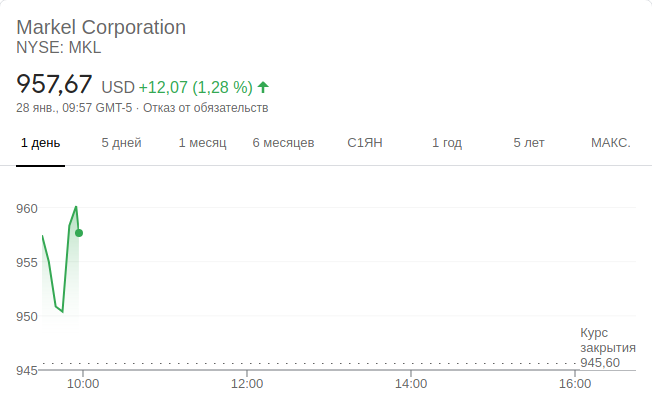 Markel Corporation
NYSE: MKL
957,67 USD +12,07 (1,28 %)
28 янв., 09:57 GMT-5 · Отказ от обязательств
1 день 5 дней 1 месяц 6 месяцев С1ЯН 1 год 5 лет МАКС.
960
955
950
Курс
закрытия
945,60
945
10:00 12:00 14:00 16:00